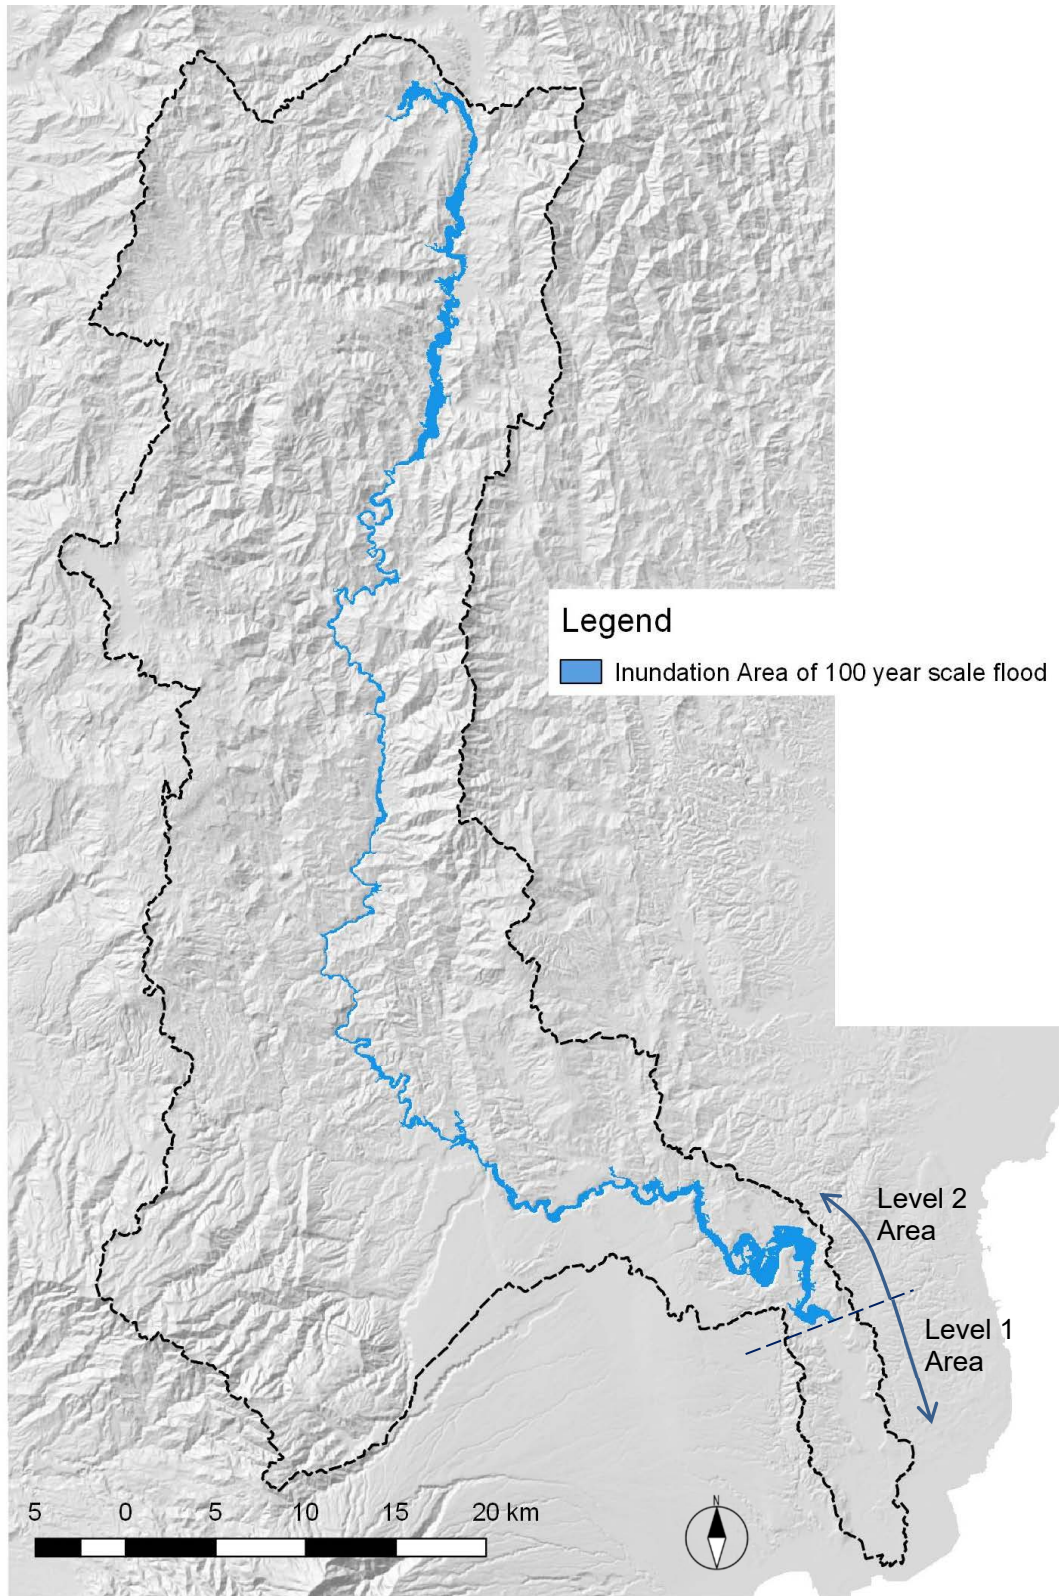 Legend
Inundation Area of 100 year scale flood
Level 2
Area
Level 1
Area
5 0 5 10 15 20 km
N